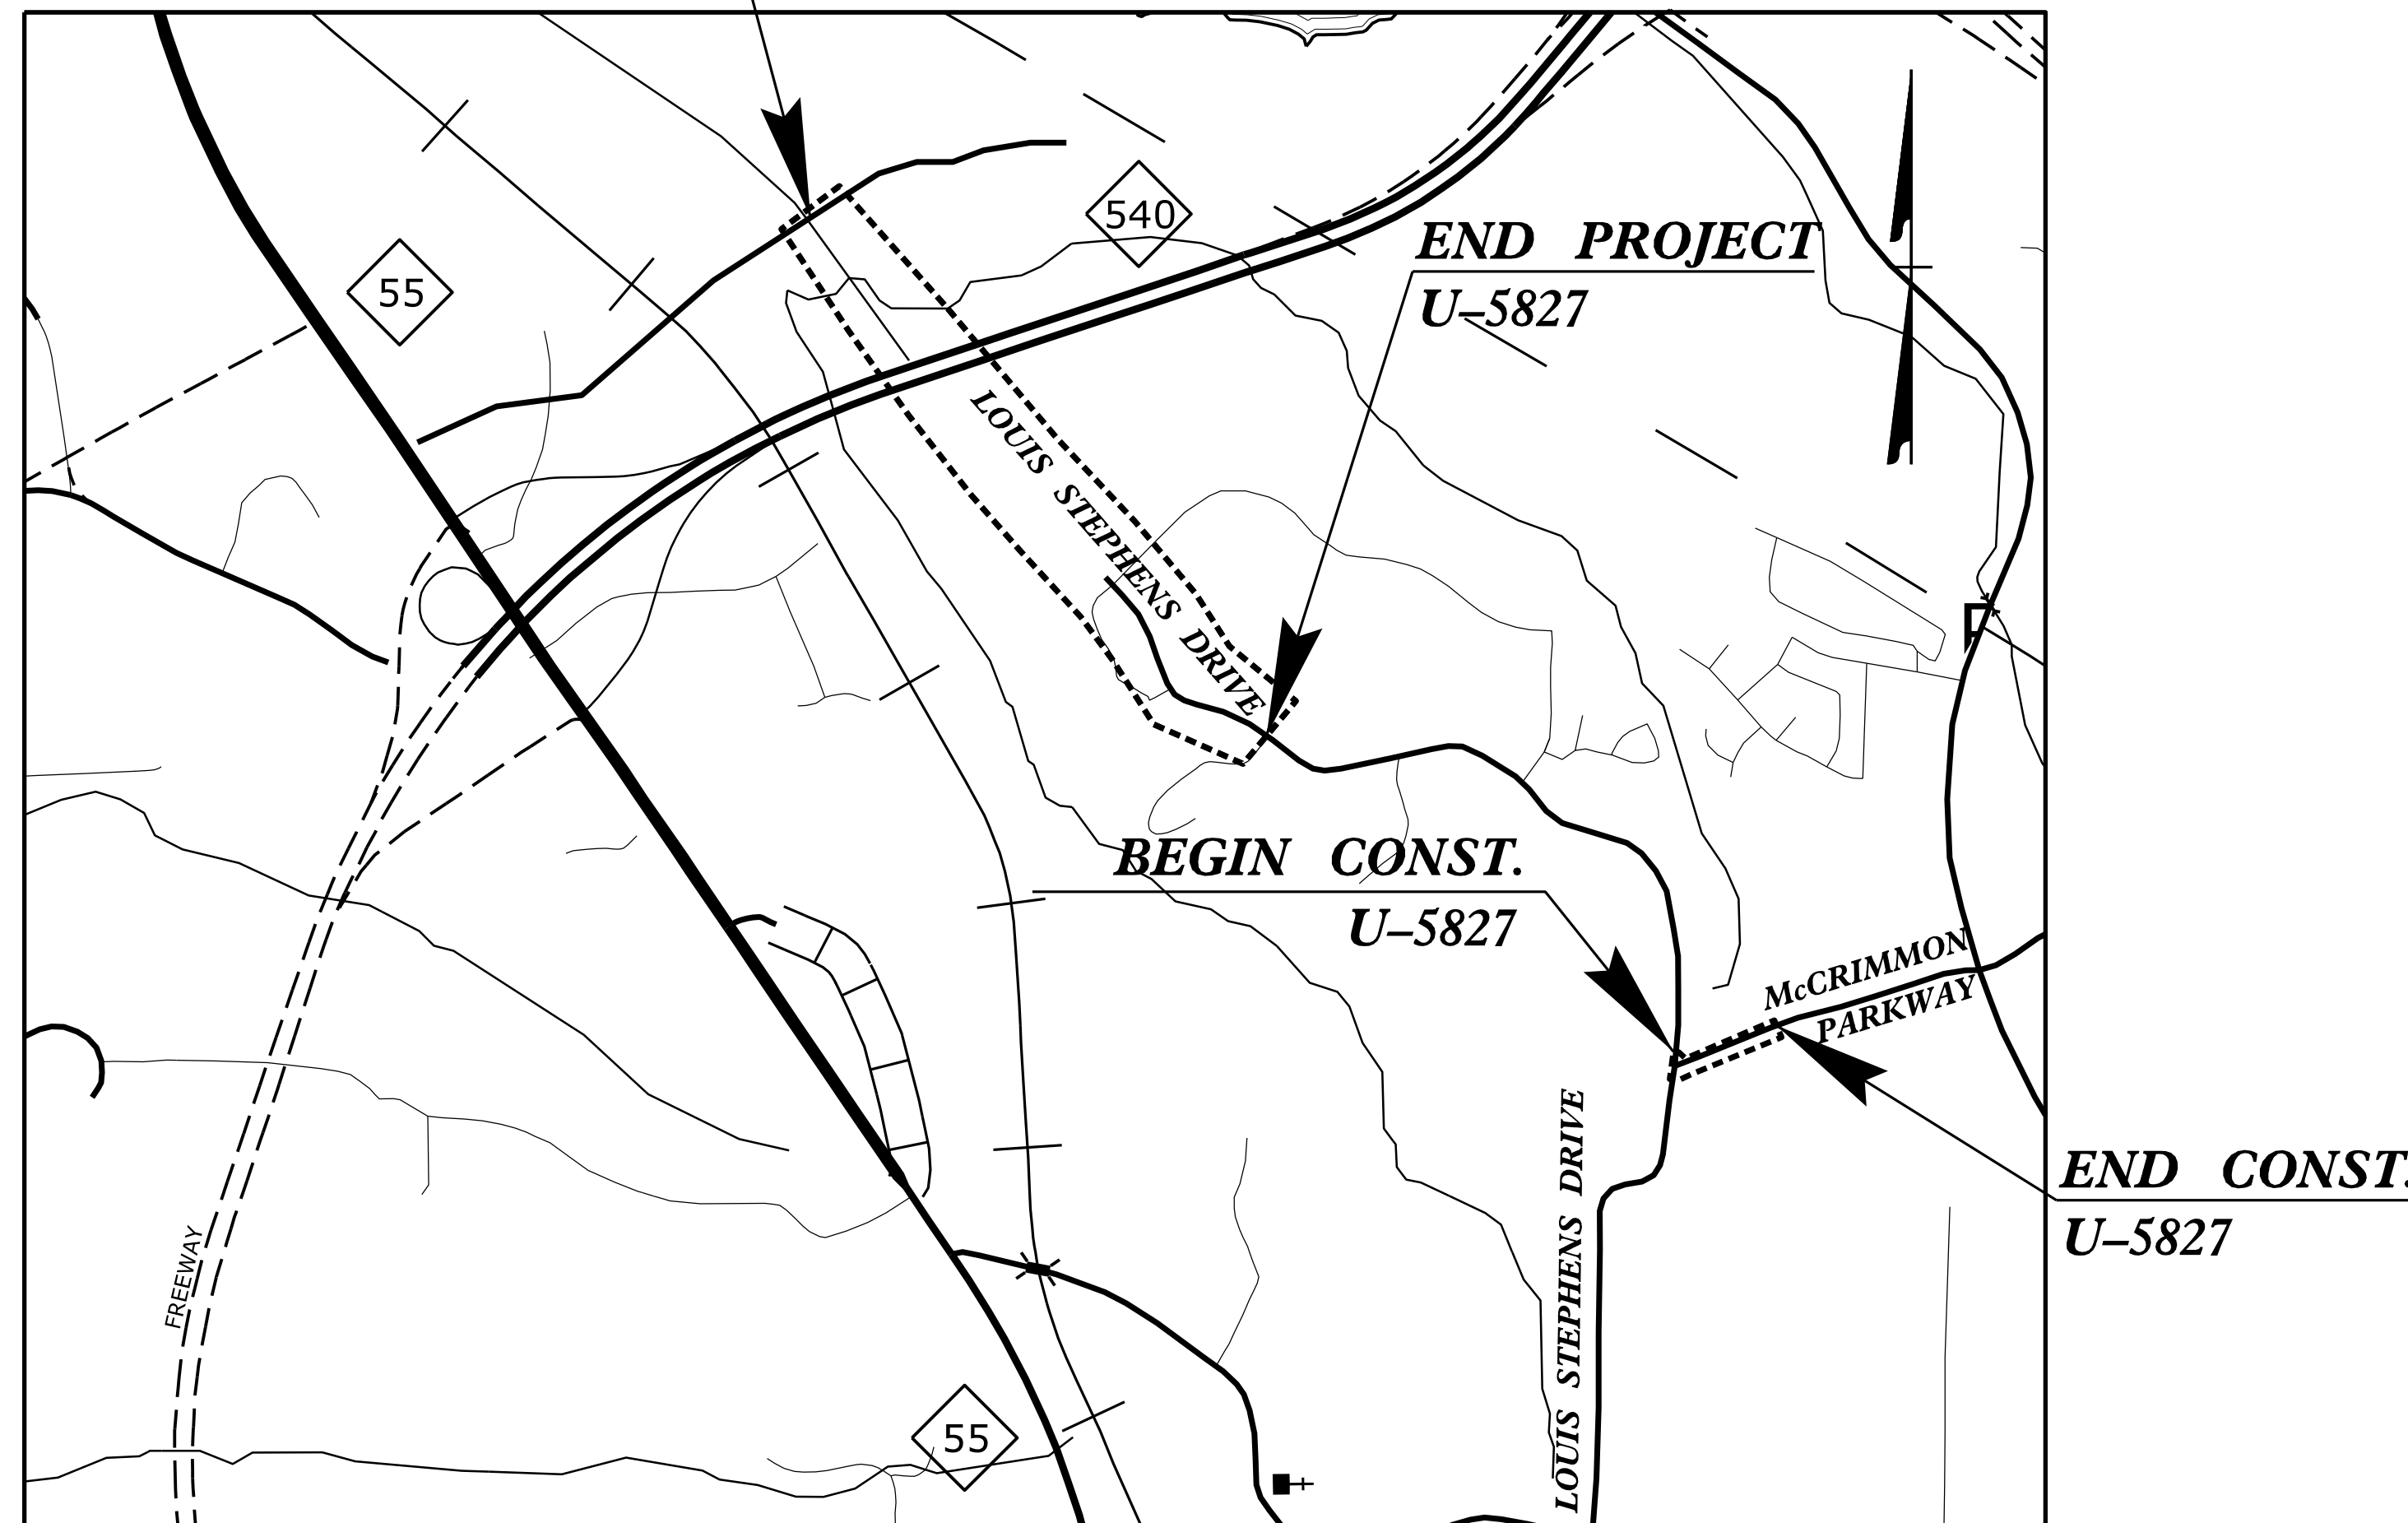 540
END PROJECT
U–5827
55
LOUIS STEPHENS DRIVE
P
BEGIN CONST.
U–5827
McCRIMMON
PARKWAY
END CONST.
U–5827
LOUIS STEPHENS DRIVE
FREEWAY
55